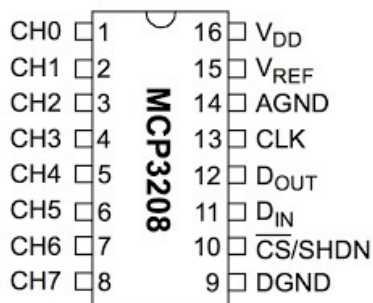 CH0 1 16 VDD
CH1 2 15 VREF
CH2 3 14 AGND
CH3 4 13 CLK
CH4 5 12 DOUT
CH5 6 11 DIN
CH6 7 10 CS/SHDN
CH7 8 9 DGND
MCP3208